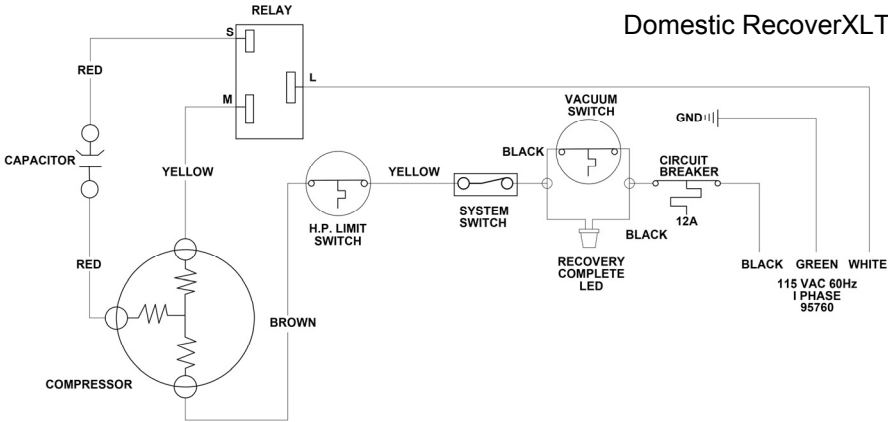 RELAY
Domestic RecoverXLT
S
RED
L
M
VACUUM
SWITCH
GND
CAPACITOR
YELLOW
BLACK
YELLOW
CIRCUIT
BREAKER
SYSTEM
SWITCH
12A
H.P. LIMIT
SWITCH
BLACK
RED
RECOVERY
COMPLETE
LED
BLACK GREEN WHITE
115 VAC 60Hz
I PHASE
95760
BROWN
COMPRESSOR